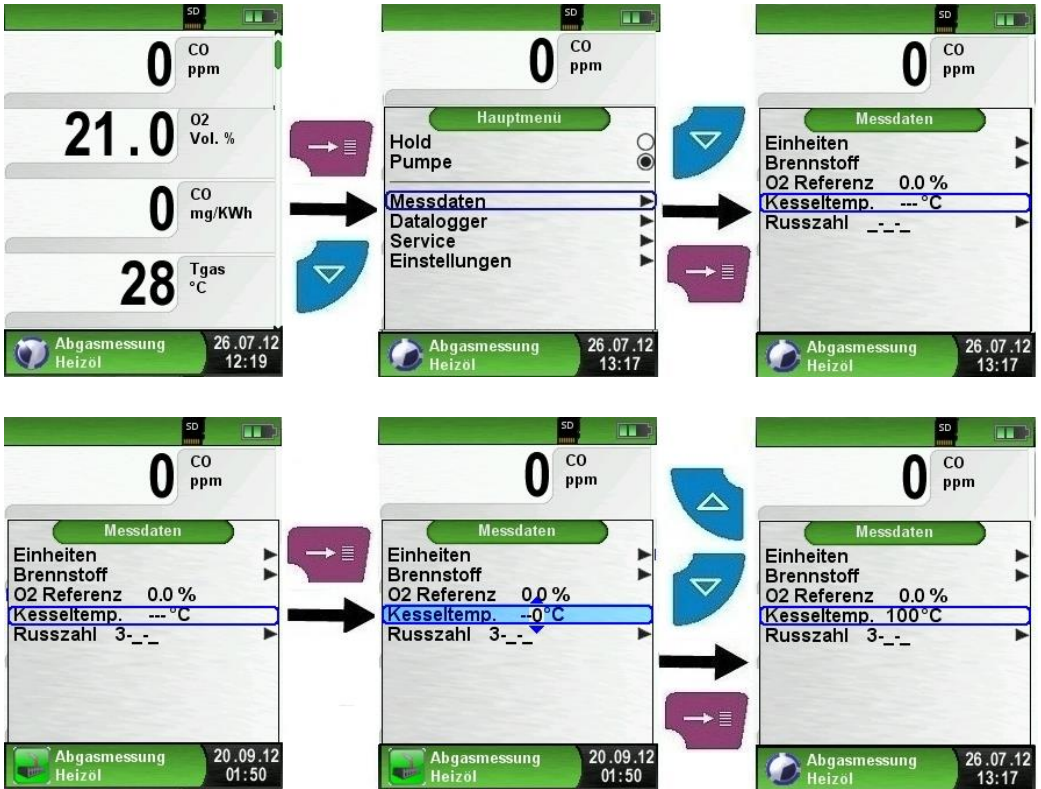 SD
0 CO
ppm
21.0 O2
Vol. %
0 CO
mg/KWh
28 Tgas
°C
Abgasmessung 26.07.12
Heizöl 12:19
SD
0 CO
ppm
Hauptmenü
Hold
Pumpe
Messdaten
Datalogger
Service
Einstellungen
Abgasmessung 26.07.12
Heizöl 13:17
SD
0 CO
ppm
Messdaten
Einheiten
Brennstoff
O2 Referenz 0.0 %
Kesseltemp. --- °C
Russzahl _-_-_
Abgasmessung 26.07.12
Heizöl 13:17
SD
0 CO
ppm
Messdaten
Einheiten
Brennstoff
O2 Referenz 0.0 %
Kesseltemp. --- °C
Russzahl 3-_-_
Abgasmessung 20.09.12
Heizöl 01:50
SD
0 CO
ppm
Messdaten
Einheiten
Brennstoff
O2 Referenz 0.0 %
Kesseltemp. --0°C
Russzahl 3-_-_
Abgasmessung 20.09.12
Heizöl 01:50
SD
0 CO
ppm
Messdaten
Einheiten
Brennstoff
O2 Referenz 0.0 %
Kesseltemp. 100°C
Russzahl 3-_-_
Abgasmessung 26.07.12
Heizöl 13:17